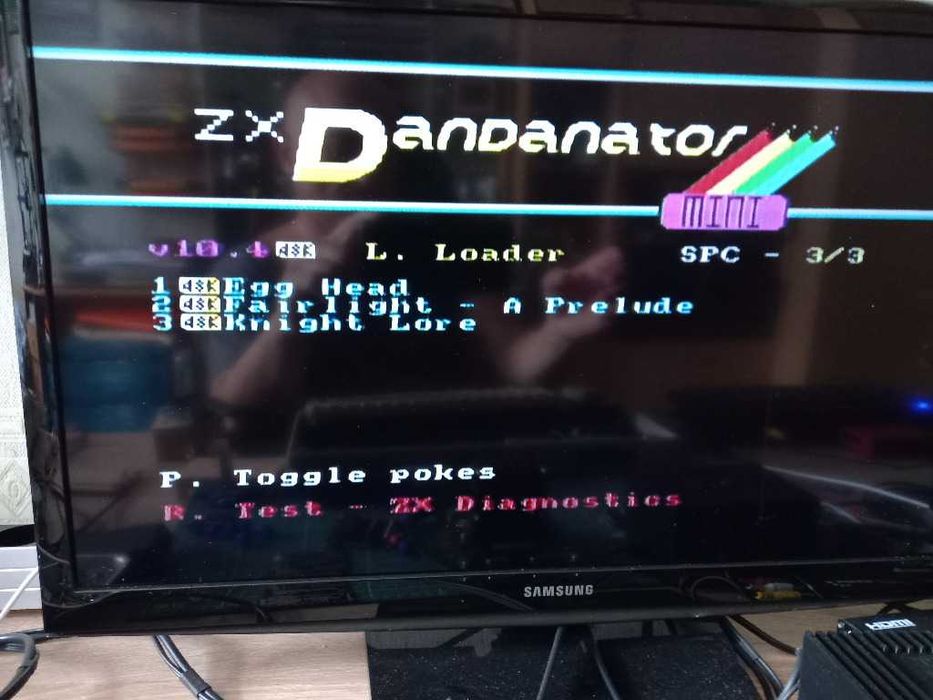 ZX Dandanator
MINI
v10.4 d$k L. Loader SPC - 3/3
1 d$k Egg Head
2 d$k Fairlight - A Prelude
3 d$k Knight Lore
P. Toggle pokes
R. Test - ZX Diagnostics
SAMSUNG
HDMI